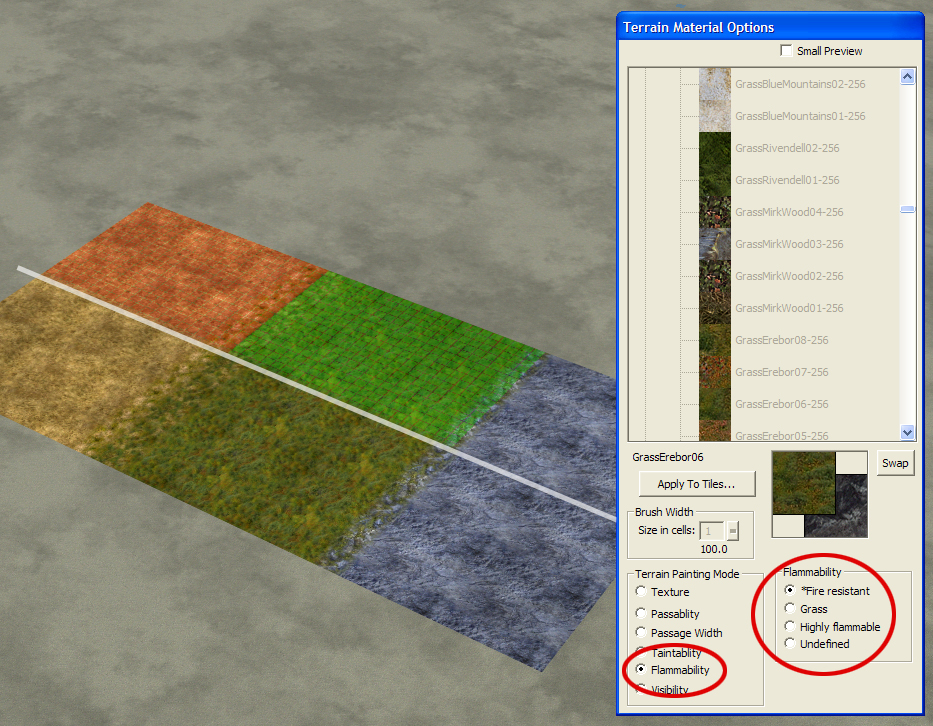 Terrain Material Options
Small Preview
GrassBlueMountains02-256
GrassBlueMountains01-256
GrassRivendell02-256
GrassRivendell01-256
GrassMirkWood04-256
GrassMirkWood03-256
GrassMirkWood02-256
GrassMirkWood01-256
GrassErebor08-256
GrassErebor07-256
GrassErebor06-256
GrassErebor05-256
GrassErebor06
Swap
Apply To Tiles...
Brush Width
Size in cells: 1
100.0
Terrain Painting Mode
Texture
Passablity
Passage Width
Taintablity
Flammability
Visibility
Flammability
*Fire resistant
Grass
Highly flammable
Undefined